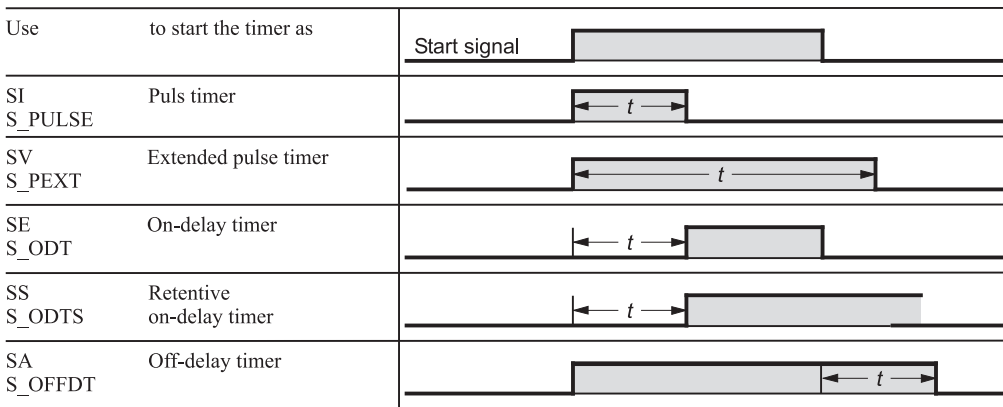 Use to start the timer as Start signal
SI Puls timer t
S_PULSE
SV Extended pulse timer t
S_PEXT
SE On-delay timer t
S_ODT
SS Retentive t
S_ODTS on-delay timer
SA Off-delay timer t
S_OFFDT